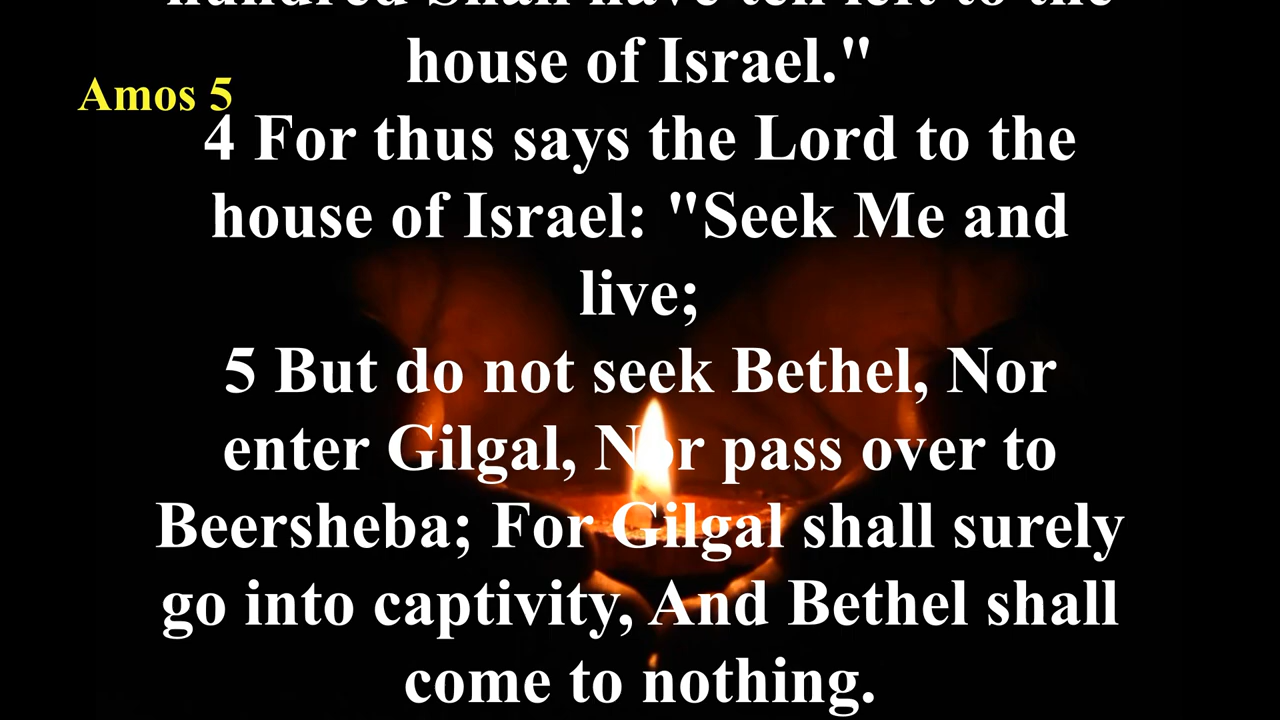 hundred Shall have ten left to the
house of Israel."
Amos 5
4 For thus says the Lord to the
house of Israel: "Seek Me and
live;
5 But do not seek Bethel, Nor
enter Gilgal, Nor pass over to
Beersheba; For Gilgal shall surely
go into captivity, And Bethel shall
come to nothing.